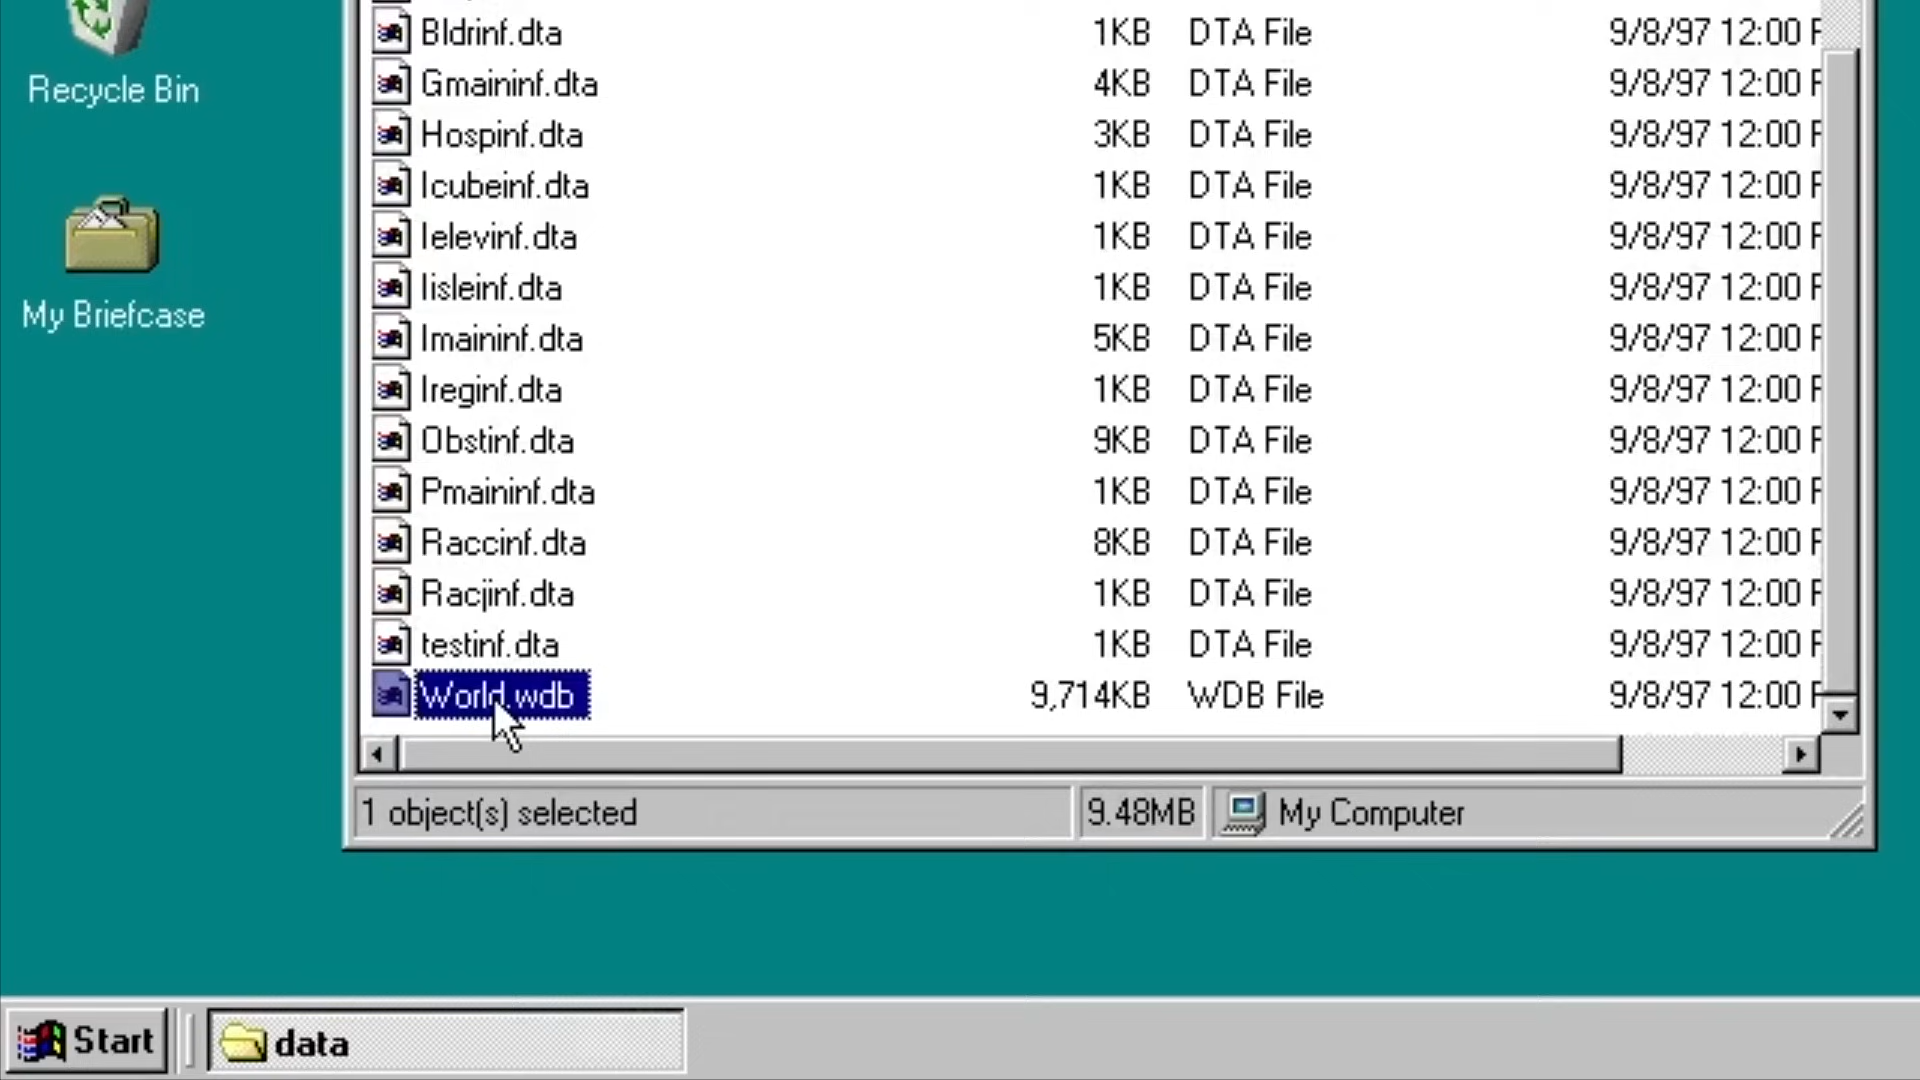 Recycle Bin
My Briefcase
Bldrinf.dta 1KB DTA File 9/8/97 12:00
Gmaininf.dta 4KB DTA File 9/8/97 12:00
Hospinf.dta 3KB DTA File 9/8/97 12:00
Icubeinf.dta 1KB DTA File 9/8/97 12:00
Ielevinf.dta 1KB DTA File 9/8/97 12:00
Iisleinf.dta 1KB DTA File 9/8/97 12:00
Imaininf.dta 5KB DTA File 9/8/97 12:00
Ireginf.dta 1KB DTA File 9/8/97 12:00
Obstinf.dta 9KB DTA File 9/8/97 12:00
Pmaininf.dta 1KB DTA File 9/8/97 12:00
Raccinf.dta 8KB DTA File 9/8/97 12:00
Racjinf.dta 1KB DTA File 9/8/97 12:00
testinf.dta 1KB DTA File 9/8/97 12:00
World.wdb 9,714KB WDB File 9/8/97 12:00
1 object(s) selected 9.48MB My Computer
Start data